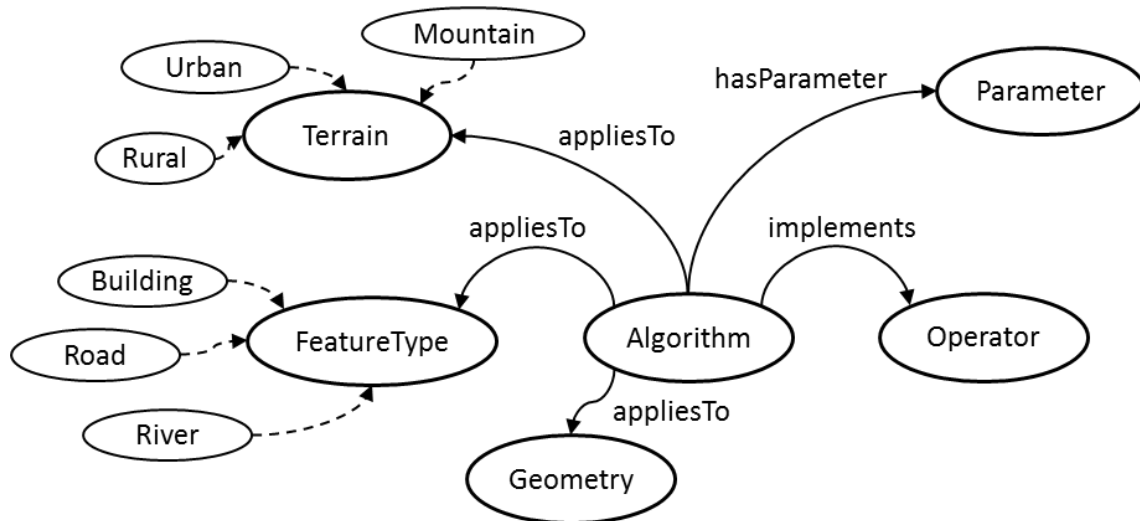 Mountain
Urban
hasParameter
Parameter
Terrain
appliesTo
Rural
appliesTo
implements
Building
FeatureType
Algorithm
Operator
Road
appliesTo
River
Geometry